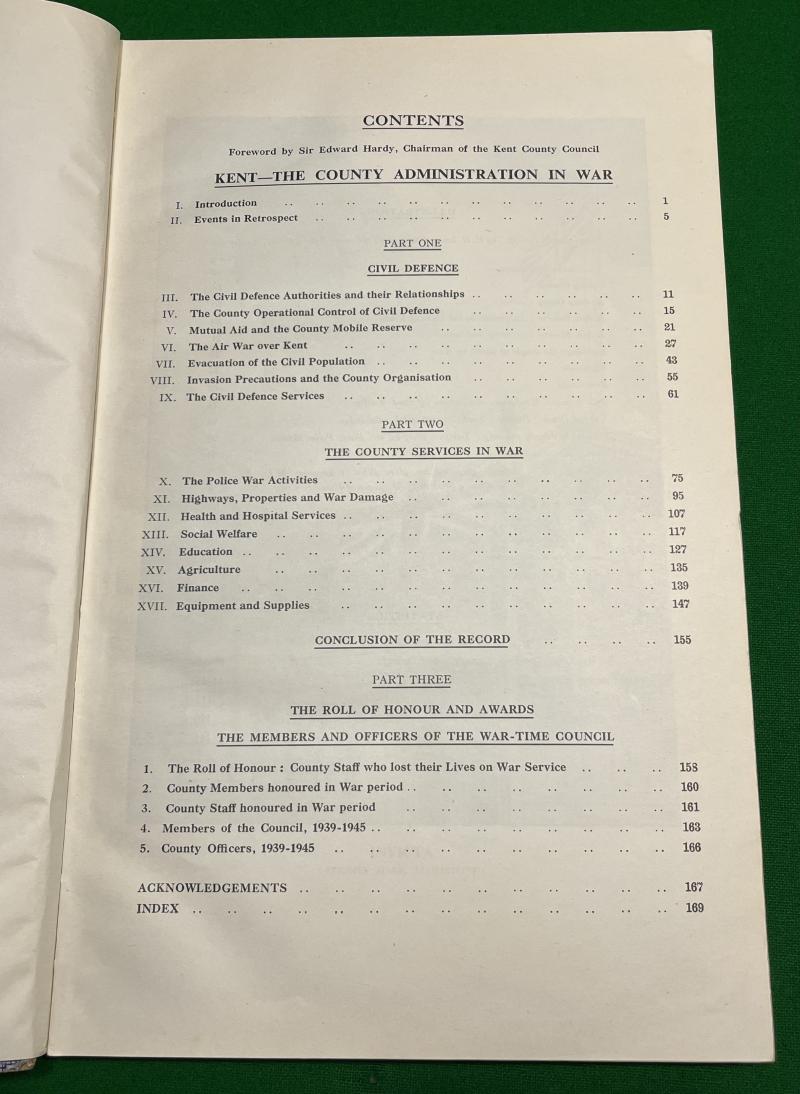 CONTENTS
Foreword by Sir Edward Hardy, Chairman of the Kent County Council
KENT—THE COUNTY ADMINISTRATION IN WAR
I. Introduction .. .. .. .. .. .. .. .. .. .. .. .. 1
II. Events in Retrospect .. .. .. .. .. .. .. .. .. .. .. 5
PART ONE
CIVIL DEFENCE
III. The Civil Defence Authorities and their Relationships .. .. .. .. .. .. 11
IV. The County Operational Control of Civil Defence .. .. .. .. .. .. 15
V. Mutual Aid and the County Mobile Reserve .. .. .. .. .. .. .. 21
VI. The Air War over Kent .. .. .. .. .. .. .. .. .. .. 27
VII. Evacuation of the Civil Population .. .. .. .. .. .. .. .. .. 43
VIII. Invasion Precautions and the County Organisation .. .. .. .. .. .. 55
IX. The Civil Defence Services .. .. .. .. .. .. .. .. .. .. 61
PART TWO
THE COUNTY SERVICES IN WAR
X. The Police War Activities .. .. .. .. .. .. .. .. .. .. 75
XI. Highways, Properties and War Damage .. .. .. .. .. .. .. .. 95
XII. Health and Hospital Services .. .. .. .. .. .. .. .. .. .. 107
XIII. Social Welfare .. .. .. .. .. .. .. .. .. .. .. .. 117
XIV. Education .. .. .. .. .. .. .. .. .. .. .. .. .. 127
XV. Agriculture .. .. .. .. .. .. .. .. .. .. .. .. 135
XVI. Finance .. .. .. .. .. .. .. .. .. .. .. .. .. 139
XVII. Equipment and Supplies .. .. .. .. .. .. .. .. .. .. 147
CONCLUSION OF THE RECORD .. .. .. .. 155
PART THREE
THE ROLL OF HONOUR AND AWARDS
THE MEMBERS AND OFFICERS OF THE WAR-TIME COUNCIL
1. The Roll of Honour : County Staff who lost their Lives on War Service .. .. .. 158
2. County Members honoured in War period .. .. .. .. .. .. .. .. 160
3. County Staff honoured in War period .. .. .. .. .. .. .. .. 161
4. Members of the Council, 1939-1945 .. .. .. .. .. .. .. .. .. 163
5. County Officers, 1939-1945 .. .. .. .. .. .. .. .. .. .. 166
ACKNOWLEDGEMENTS .. .. .. .. .. .. .. .. .. .. .. 167
INDEX .. .. .. .. .. .. .. .. .. .. .. .. .. .. 169